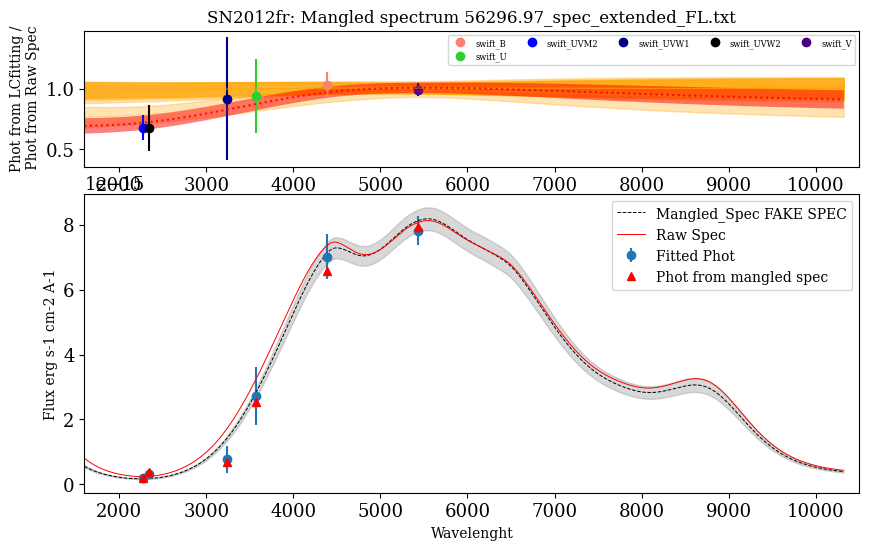 SN2012fr: Mangled spectrum 56296.97_spec_extended_FL.txt
Phot from LCfitting /
Phot from Raw Spec
1.0
0.5
swift_B swift_UVM2 swift_UVW1 swift_UVW2 swift_V
swift_U
2000 3000 4000 5000 6000 7000 8000 9000 10000
1e−15
Flux erg s-1 cm-2 A-1
8
6
4
2
0
Mangled_Spec FAKE SPEC
Raw Spec
Fitted Phot
Phot from mangled spec
2000 3000 4000 5000 6000 7000 8000 9000 10000
Wavelenght